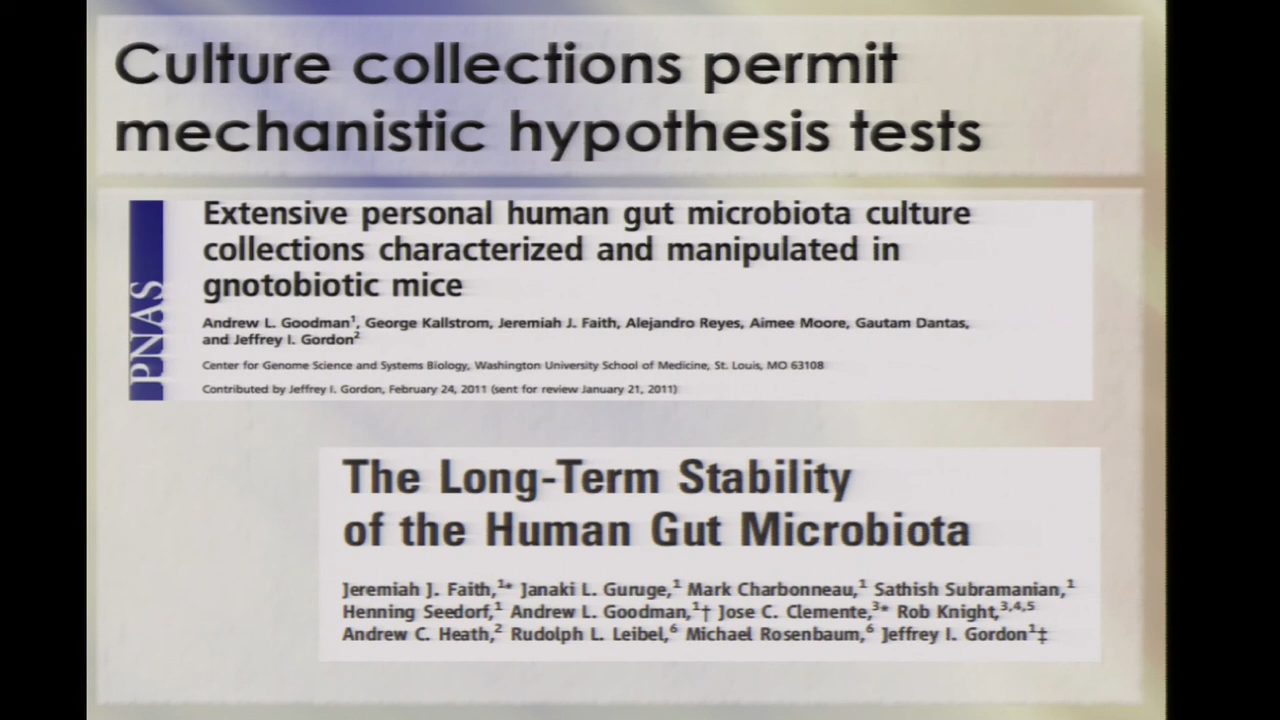 Culture collections permit
mechanistic hypothesis tests
PNAS
Extensive personal human gut microbiota culture
collections characterized and manipulated in
gnotobiotic mice
Andrew L. Goodman¹, George Kallstrom, Jeremiah J. Faith, Alejandro Reyes, Aimee Moore, Gautam Dantas,
and Jeffrey I. Gordon²
Center for Genome Science and Systems Biology, Washington University School of Medicine, St. Louis, MO 63108
Contributed by Jeffrey I. Gordon, February 24, 2011 (sent for review January 21, 2011)
The Long-Term Stability
of the Human Gut Microbiota
Jeremiah J. Faith,¹* Janaki L. Guruge,¹ Mark Charbonneau,¹ Sathish Subramanian,¹
Henning Seedorf,¹ Andrew L. Goodman,¹† Jose C. Clemente,³* Rob Knight,³,⁴,⁵
Andrew C. Heath,² Rudolph L. Leibel,⁶ Michael Rosenbaum,⁶ Jeffrey I. Gordon¹‡